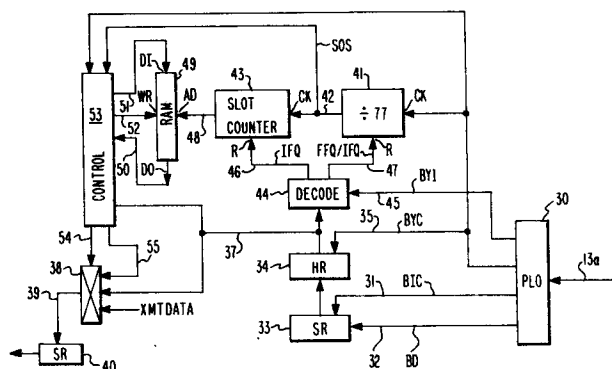 SOS
DI
49
43
41
53
CONTROL
51
WR
52
50
RAM
AD
48
DO
SLOT
COUNTER
CK
42
÷ 77
CK
R
IFQ
46
FFQ/IFQ
R
47
44
DECODE
45
BY1
30
54
55
37
35
BYC
34
HR
13a
PLO
38
39
XMTDATA
31
BIC
33
SR
32
BD
SR
40